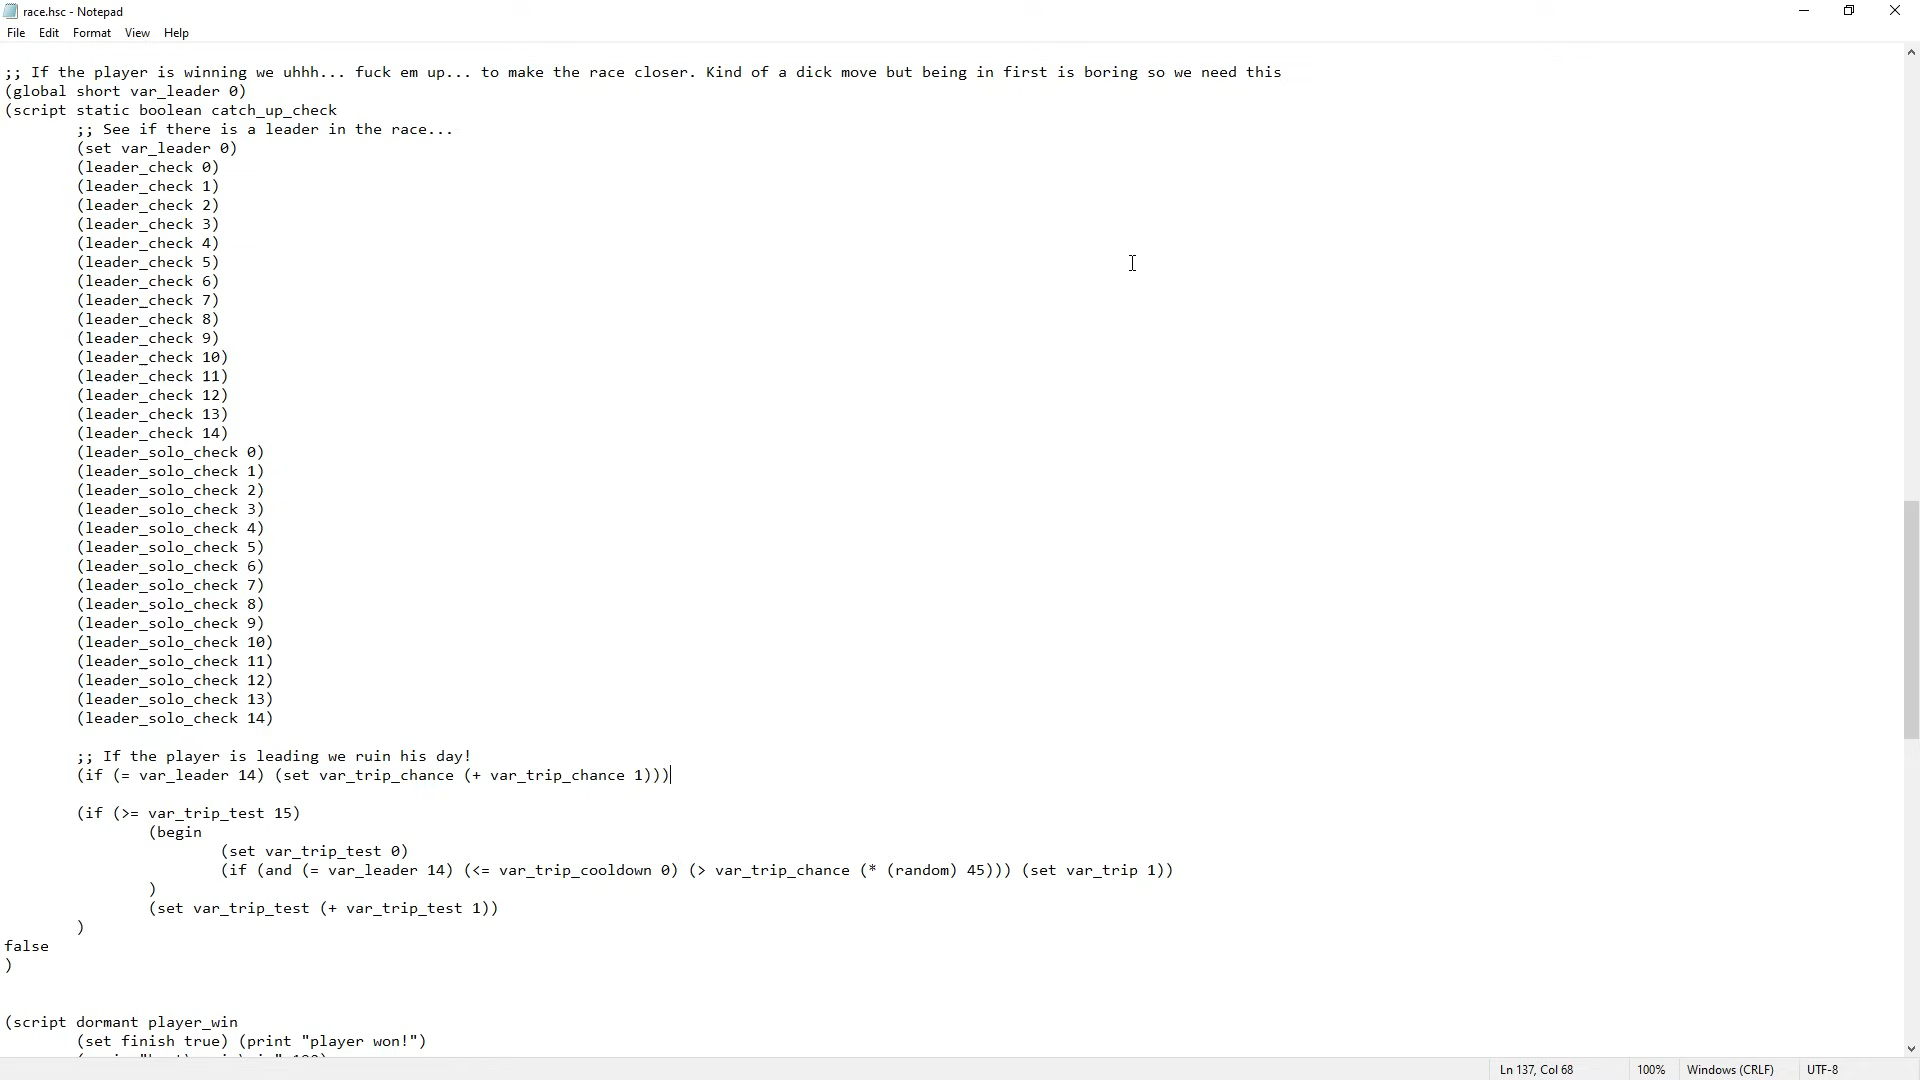 race.hsc - Notepad
File Edit Format View Help
;; If the player is winning we uhhh... fuck em up... to make the race closer. Kind of a dick move but being in first is boring so we need this
(global short var_leader 0)
(script static boolean catch_up_check
;; See if there is a leader in the race...
(set var_leader 0)
(leader_check 0)
(leader_check 1)
(leader_check 2)
(leader_check 3)
(leader_check 4)
(leader_check 5)
(leader_check 6)
(leader_check 7)
(leader_check 8)
(leader_check 9)
(leader_check 10)
(leader_check 11)
(leader_check 12)
(leader_check 13)
(leader_check 14)
(leader_solo_check 0)
(leader_solo_check 1)
(leader_solo_check 2)
(leader_solo_check 3)
(leader_solo_check 4)
(leader_solo_check 5)
(leader_solo_check 6)
(leader_solo_check 7)
(leader_solo_check 8)
(leader_solo_check 9)
(leader_solo_check 10)
(leader_solo_check 11)
(leader_solo_check 12)
(leader_solo_check 13)
(leader_solo_check 14)
;; If the player is leading we ruin his day!
(if (= var_leader 14) (set var_trip_chance (+ var_trip_chance 1)))
(if (>= var_trip_test 15)
(begin
(set var_trip_test 0)
(if (and (= var_leader 14) (<= var_trip_cooldown 0) (> var_trip_chance (* (random) 45))) (set var_trip 1))
)
(set var_trip_test (+ var_trip_test 1))
)
false
)
(script dormant player_win
(set finish true) (print "player won!")
Ln 137, Col 68 100% Windows (CRLF) UTF-8